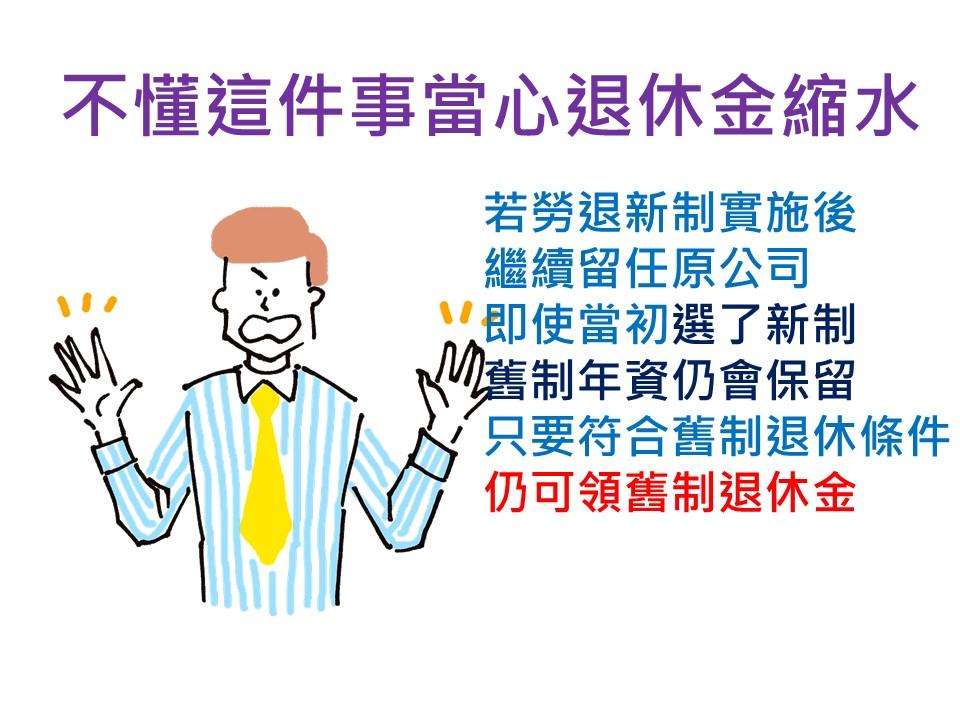 不懂這件事當心退休金縮水
若勞退新制實施後
繼續留任原公司
即使當初選了新制
舊制年資仍會保留
只要符合舊制退休條件
仍可領舊制退休金